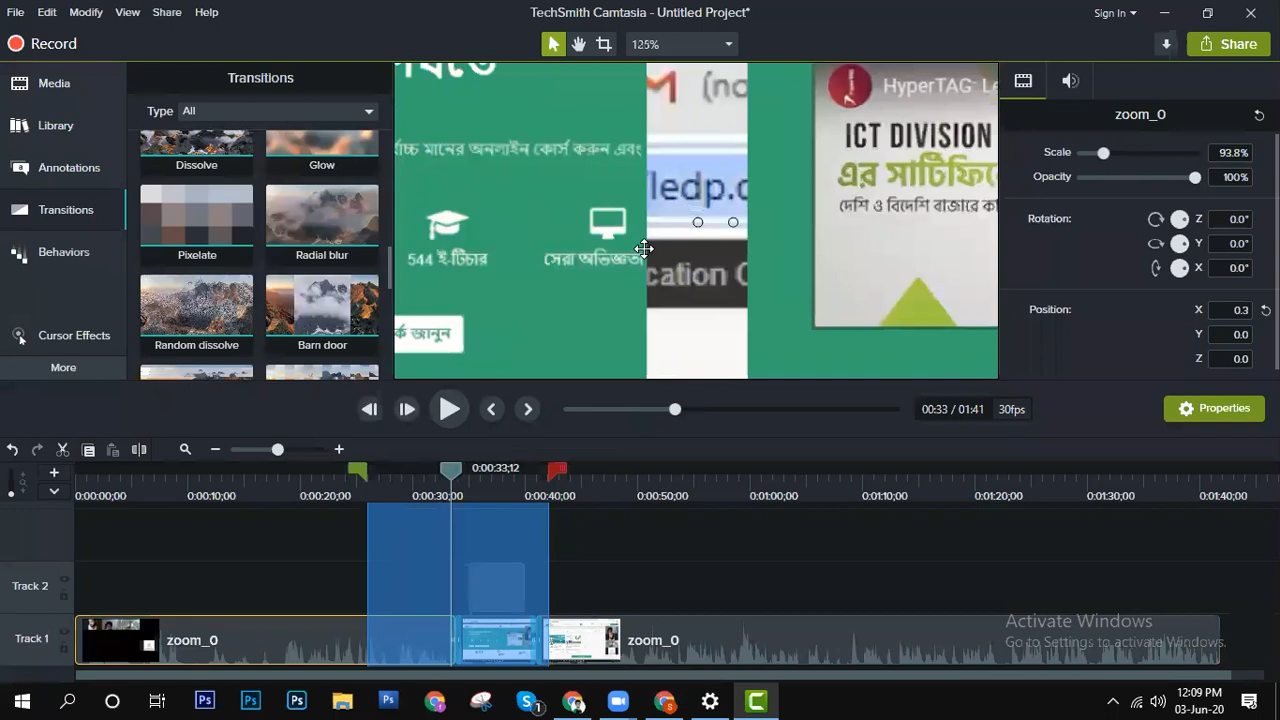 File Edit Modify View Share Help
TechSmith Camtasia - Untitled Project*
Sign In
Record
125%
Share
Media
Library
Annotations
Transitions
Behaviors
Cursor Effects
More
Transitions
Type All
Dissolve Glow
Pixelate Radial blur
Random dissolve Barn door
মানের অনলাইন কোর্স করুন এবং
544 ই-টিচার
সেরা অভিজ্ঞতা
জানুন
(no
ledp.c
cation C
HyperTAG Le
ICT DIVISION
এর সার্টিফি
দেশি ও বিদেশি বাজারে কা
zoom_0
Scale 93.8%
Opacity 100%
Rotation: Z 0.0°
Y 0.0°
X 0.0°
Position: X 0.3
Y 0.0
Z 0.0
00:33 / 01:41 30fps
Properties
0:00:33;12
0:00:00;00 0:00:10;00 0:00:20;00 0:00:30;00 0:00:40;00 0:00:50;00 0:01:00;00 0:01:10;00 0:01:20;00 0:01:30;00 0:01:40;00
Track 2
Track 1
zoom_0
zoom_0
Activate Windows
Go to Settings to activate Windows.
12:09 PM
03-Jun-20